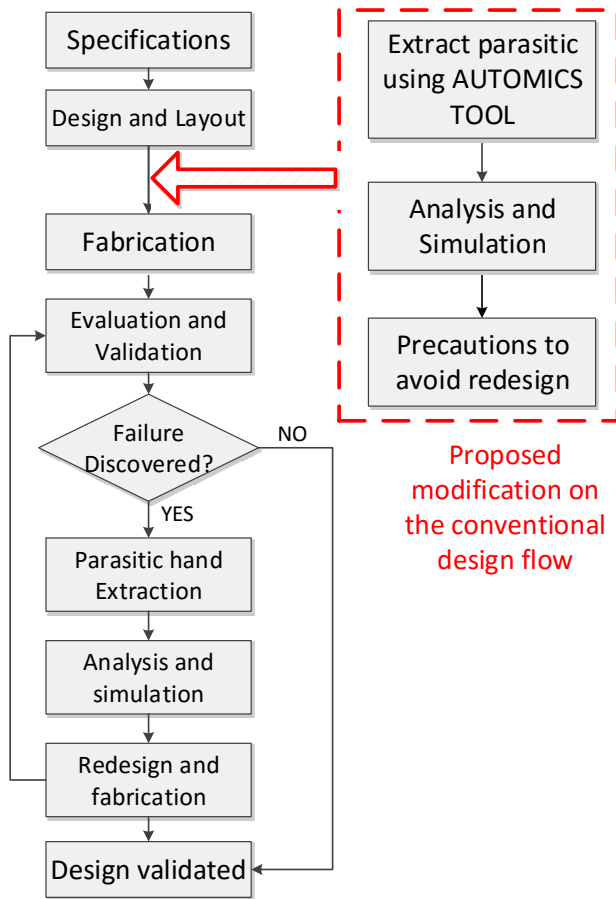 Specifications
Design and Layout
Fabrication
Evaluation and
Validation
Failure
Discovered?
NO
YES
Parasitic hand
Extraction
Analysis and
simulation
Redesign and
fabrication
Design validated
Extract parasitic
using AUTOMICS
TOOL
Analysis and
Simulation
Precautions to
avoid redesign
Proposed
modification on
the conventional
design flow